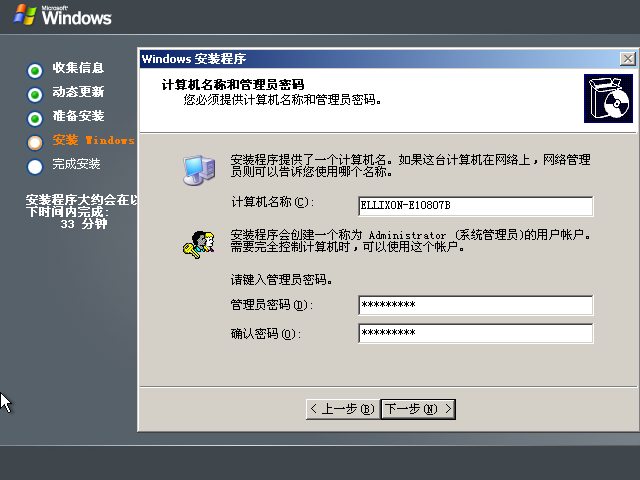 Microsoft
Windows
收集信息
动态更新
准备安装
安装 Windows
完成安装
安装程序大约会在以
下时间内完成:
33 分钟
Windows 安装程序
计算机名称和管理员密码
您必须提供计算机名称和管理员密码。
安装程序提供了一个计算机名。如果这台计算机在网络上，网络管理
员则可以告诉您使用哪个名称。
计算机名称(C):
ELLIXON-E10807B
安装程序会创建一个称为 Administrator (系统管理员)的用户帐户。
需要完全控制计算机时，可以使用这个帐户。
请键入管理员密码。
管理员密码(D):
*********
确认密码(O):
*********
< 上一步(B)
下一步(N) >